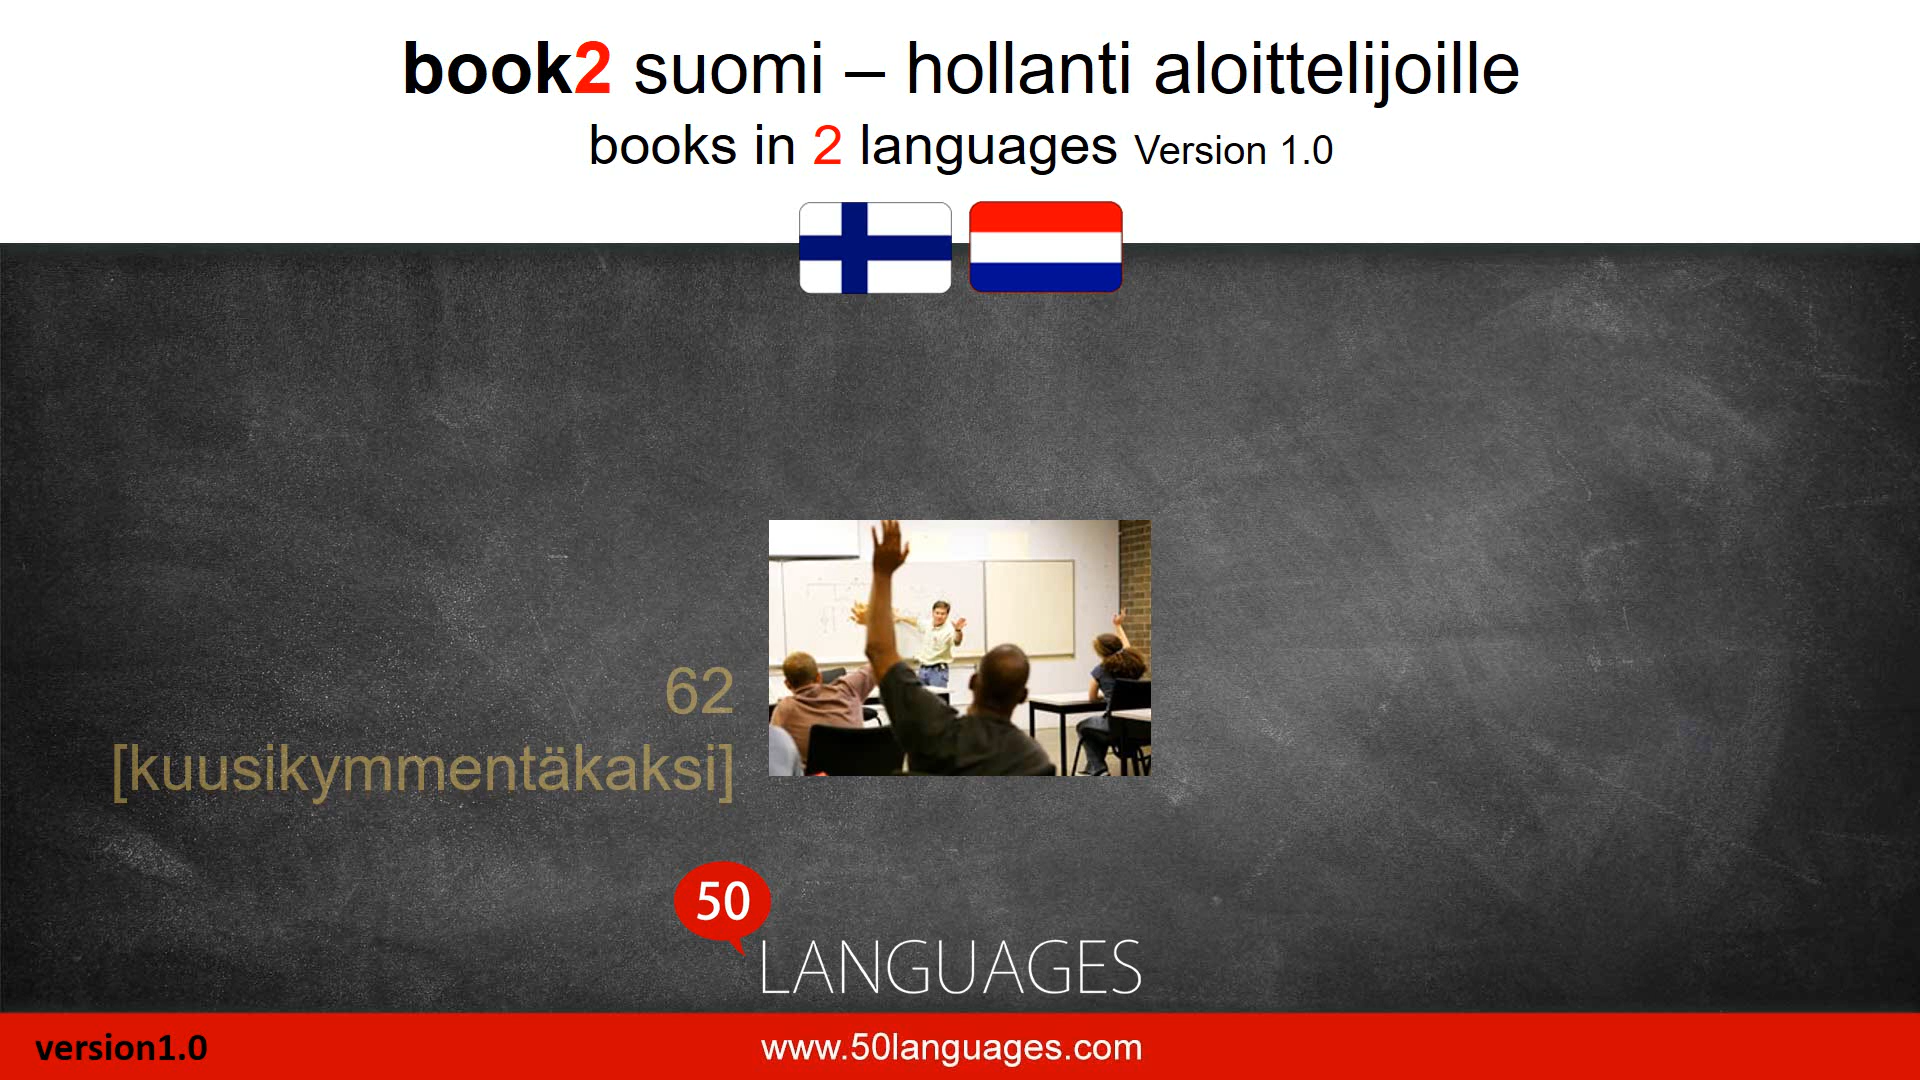 book2 suomi – hollanti aloittelijoille
books in 2 languages Version 1.0
62
[kuusikymmentäkaksi]
50
LANGUAGES
version1.0
www.50languages.com